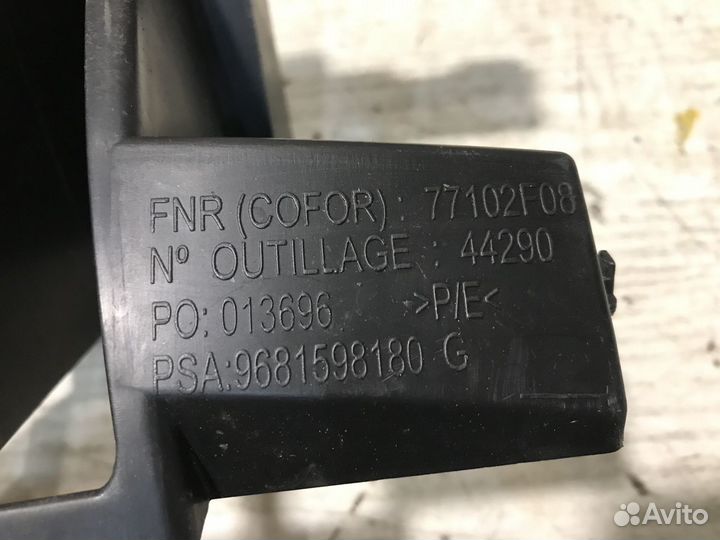 FNR (COFOR) : 77102F08
Nº OUTILLAGE : 44290
PO: 013696 >P/E<
PSA:9681598180 G
Avito